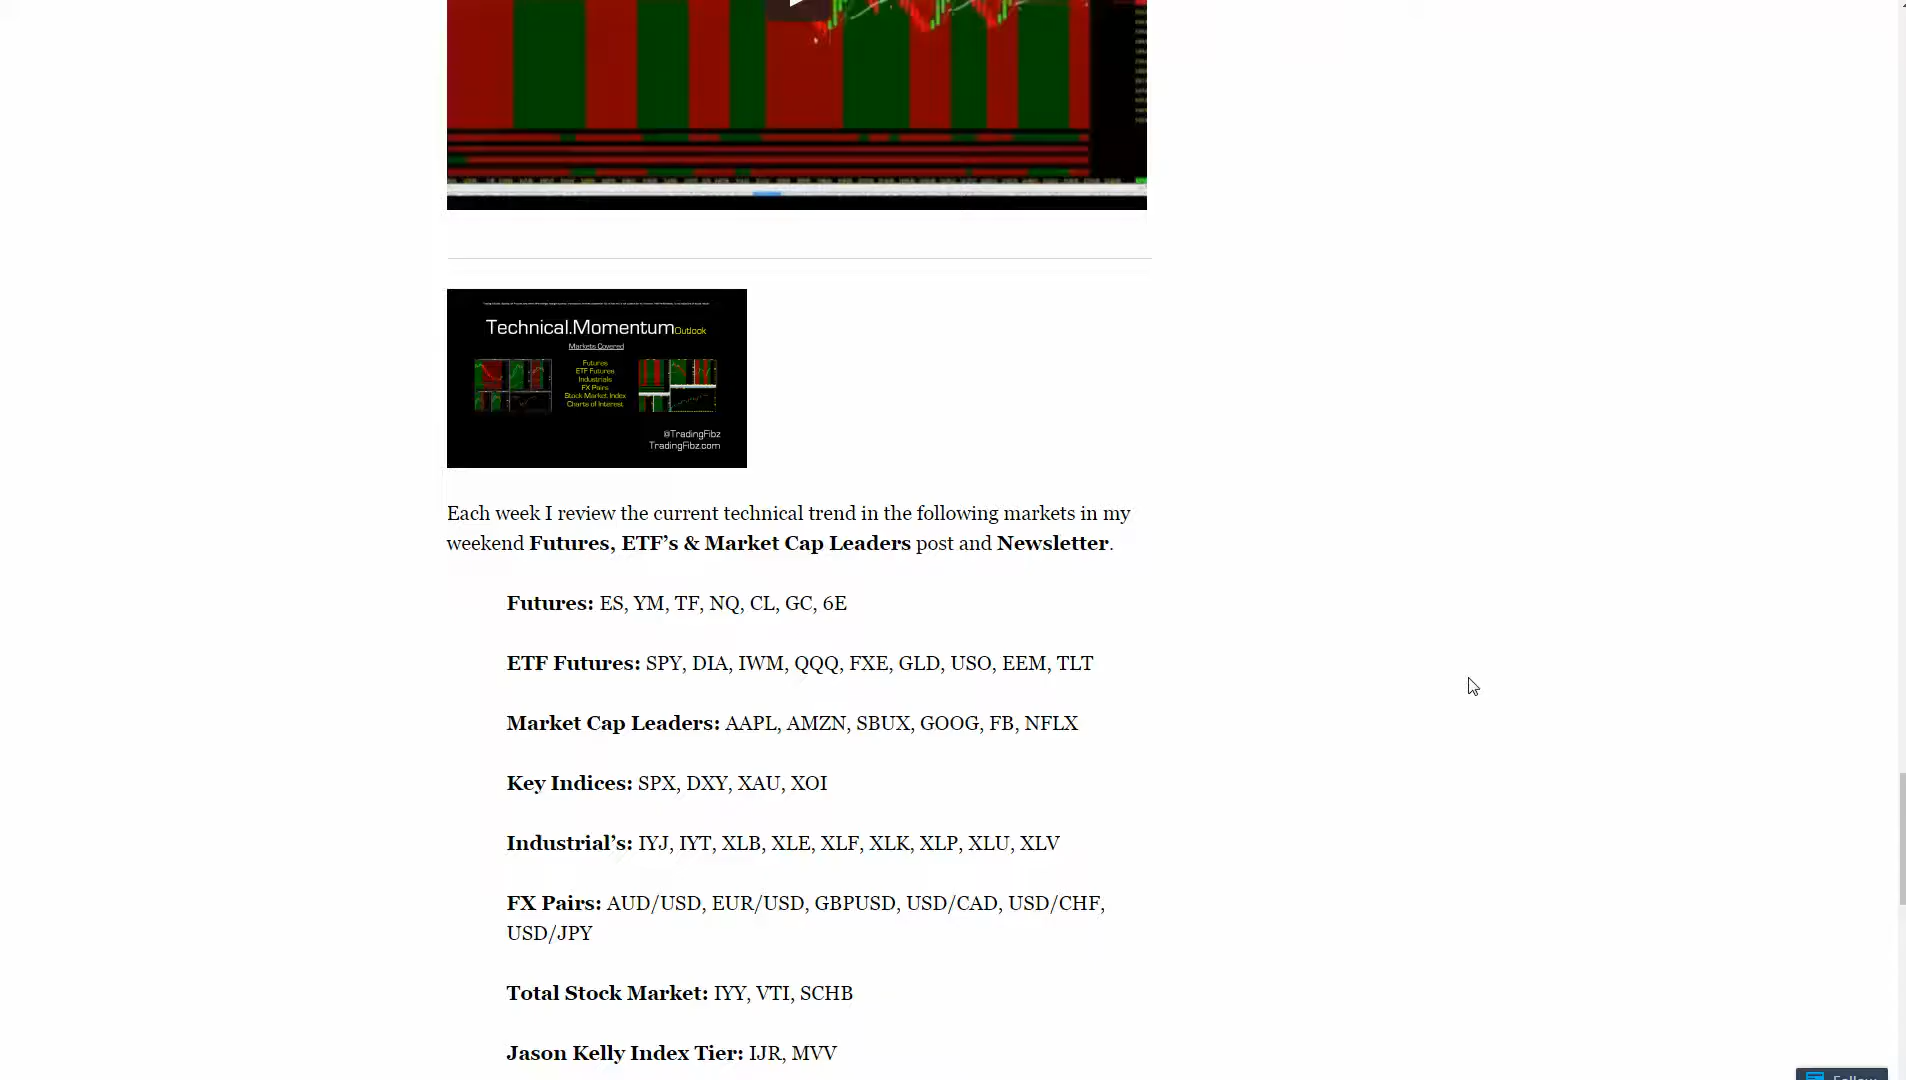 Technical.MomentumOutlook
Markets Covered
Futures
ETF Futures
Industrials
FX Pairs
Stock Market Index
Charts of Interest
@TradingFibz
TradingFibz.com
Each week I review the current technical trend in the following markets in my
weekend Futures, ETF’s & Market Cap Leaders post and Newsletter.
Futures: ES, YM, TF, NQ, CL, GC, 6E
ETF Futures: SPY, DIA, IWM, QQQ, FXE, GLD, USO, EEM, TLT
Market Cap Leaders: AAPL, AMZN, SBUX, GOOG, FB, NFLX
Key Indices: SPX, DXY, XAU, XOI
Industrial’s: IYJ, IYT, XLB, XLE, XLF, XLK, XLP, XLU, XLV
FX Pairs: AUD/USD, EUR/USD, GBPUSD, USD/CAD, USD/CHF,
USD/JPY
Total Stock Market: IYY, VTI, SCHB
Jason Kelly Index Tier: IJR, MVV